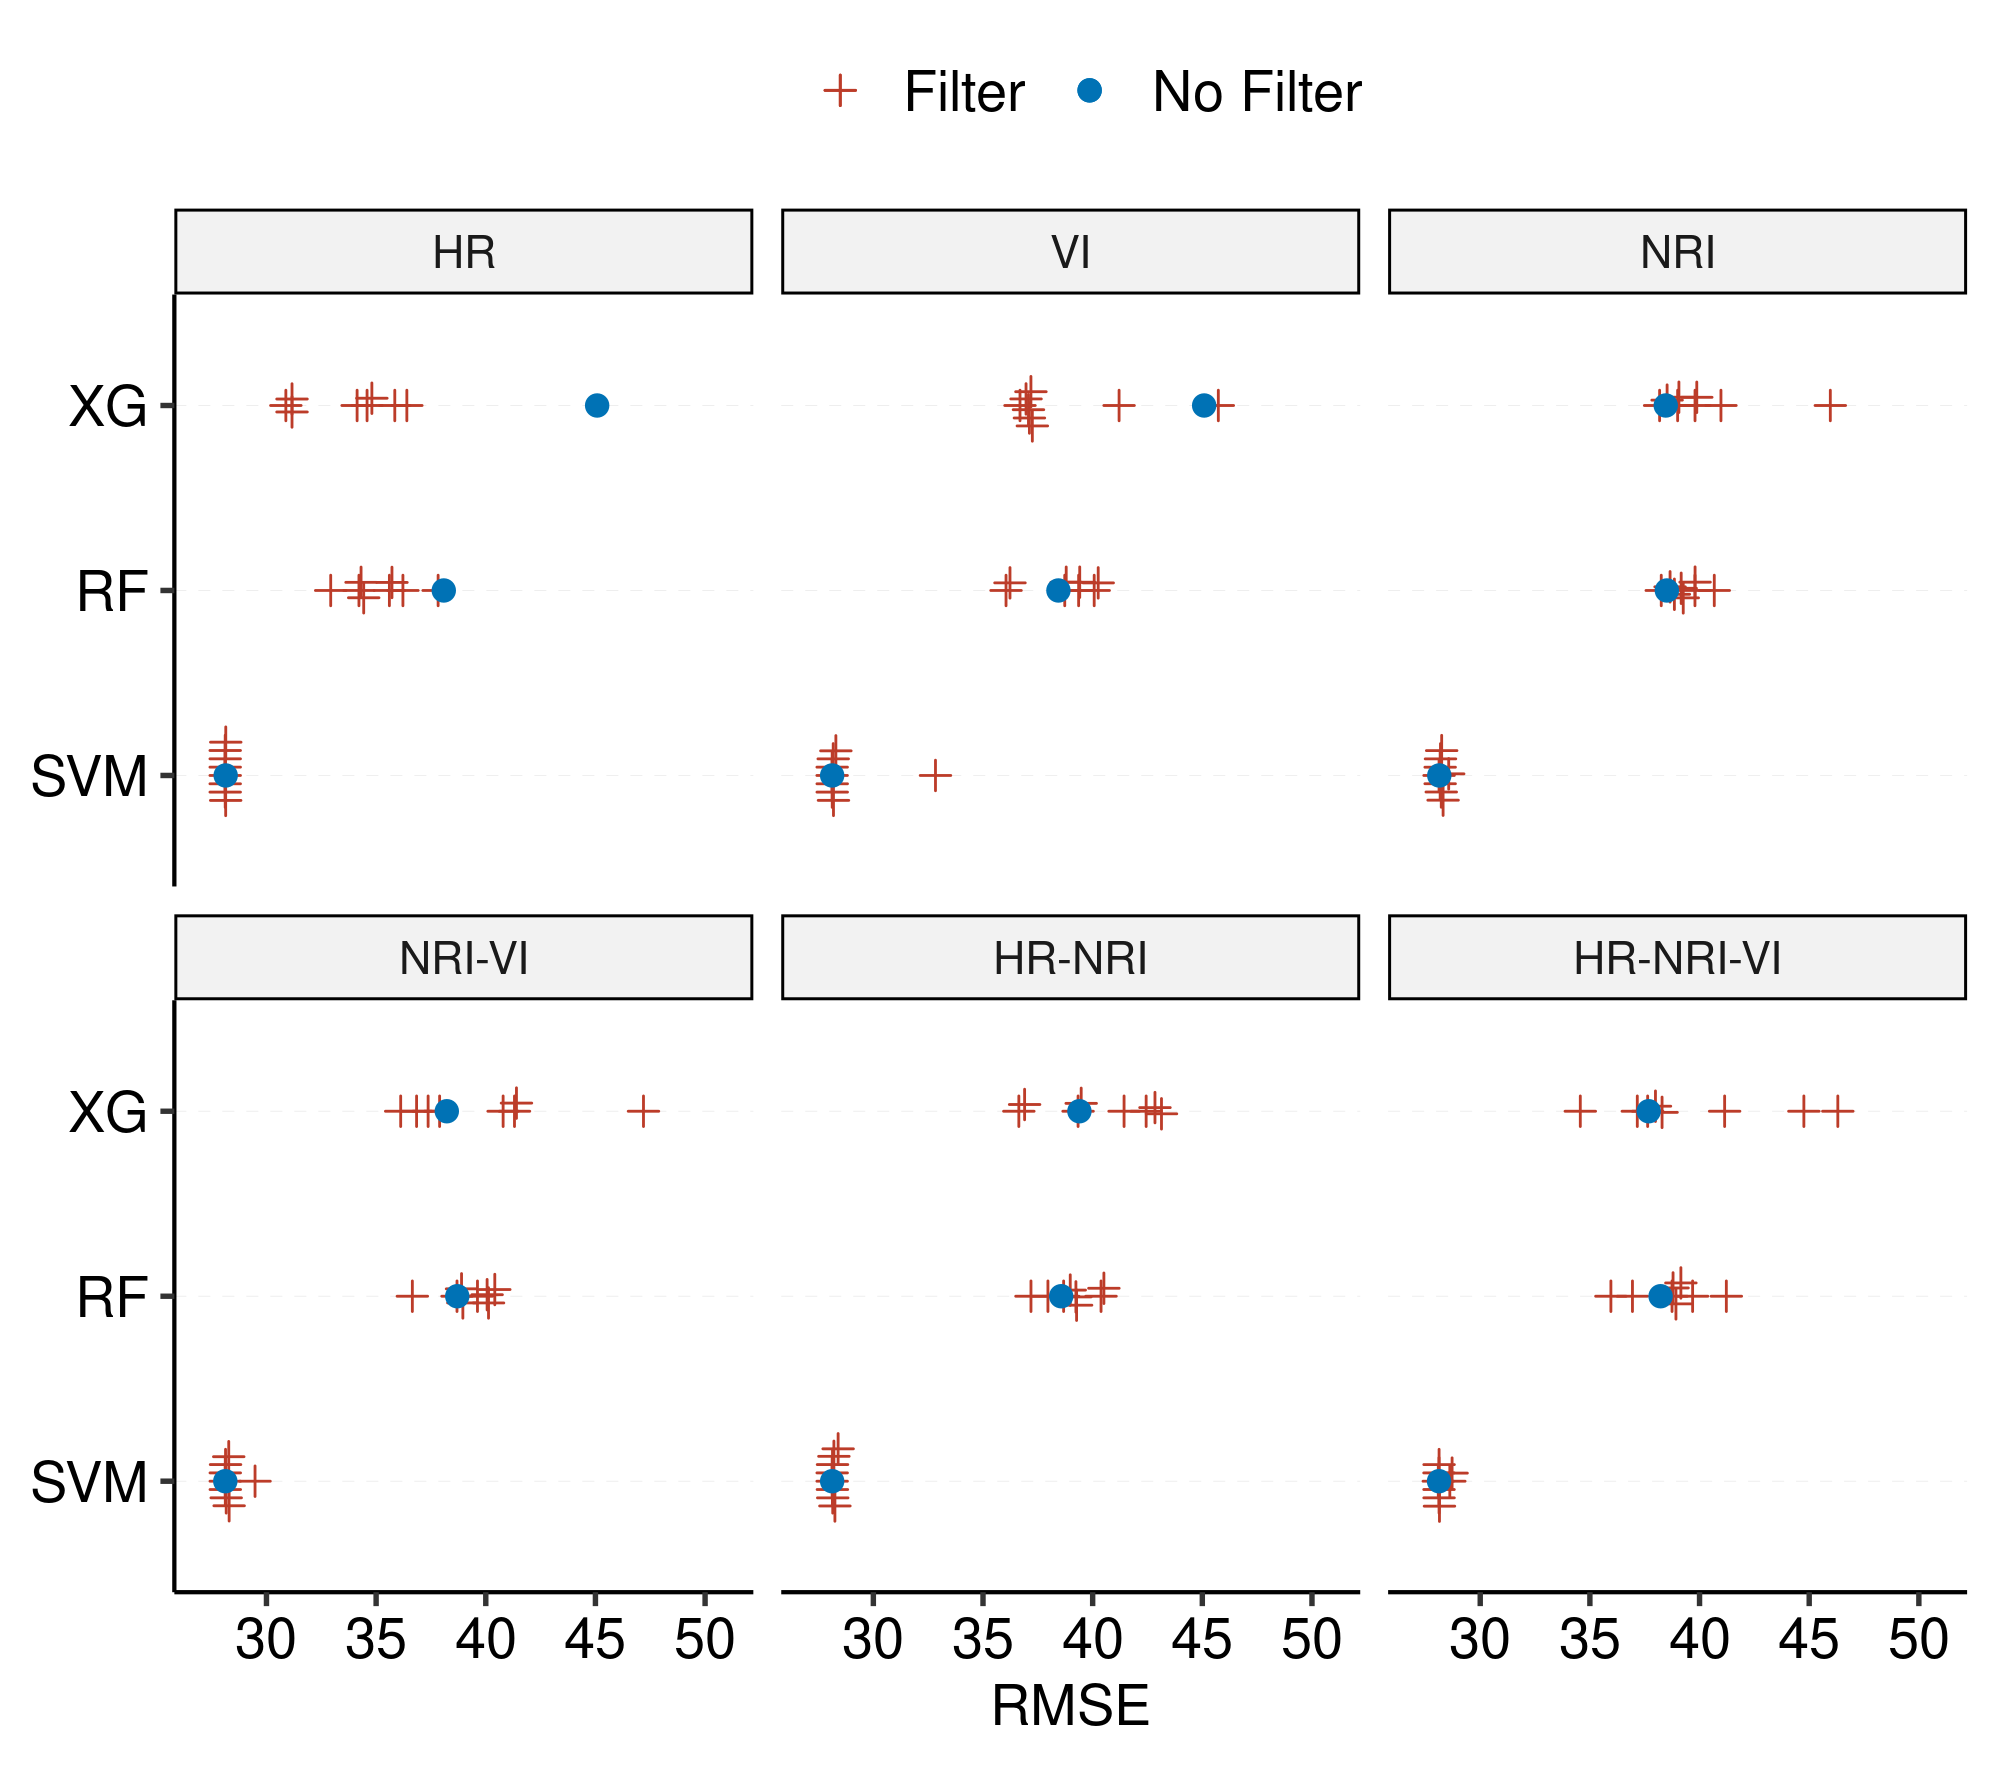 Filter No Filter
HR VI NRI
XG
RF
SVM
NRI-VI HR-NRI HR-NRI-VI
XG
RF
SVM
30 35 40 45 50 30 35 40 45 50 30 35 40 45 50
RMSE